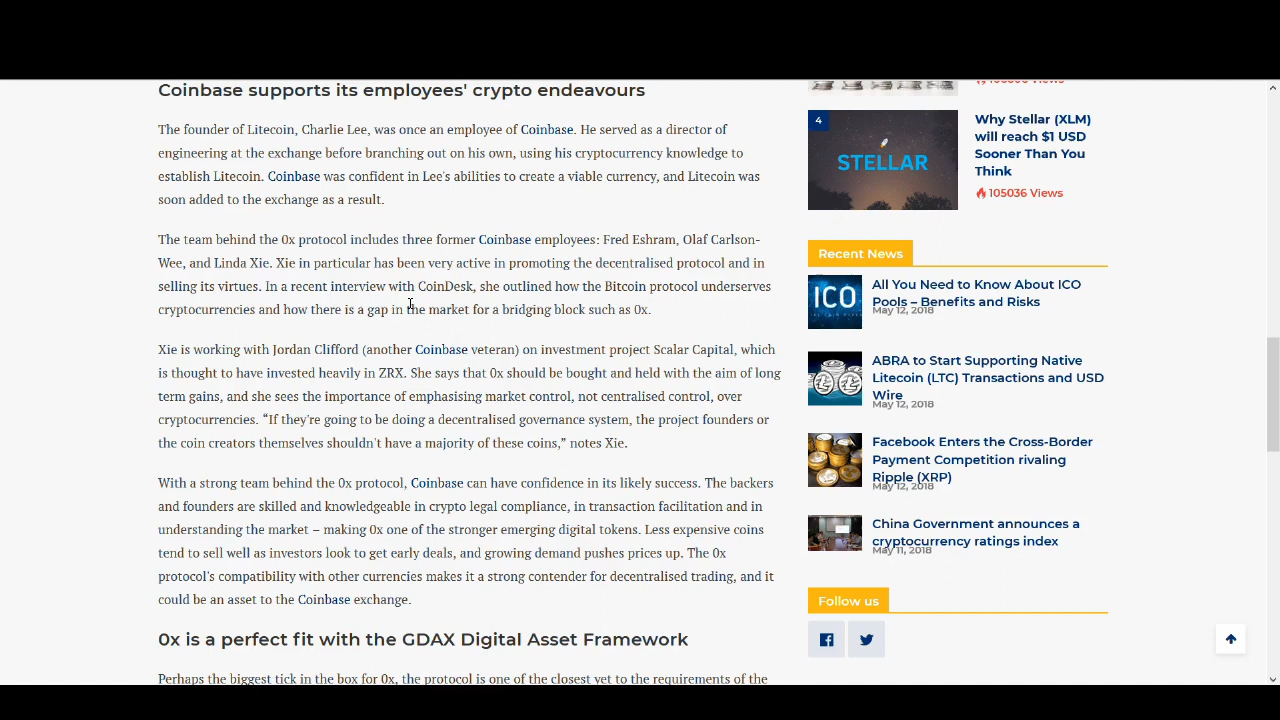 Coinbase supports its employees' crypto endeavours
The founder of Litecoin, Charlie Lee, was once an employee of Coinbase. He served as a director of
engineering at the exchange before branching out on his own, using his cryptocurrency knowledge to
establish Litecoin. Coinbase was confident in Lee's abilities to create a viable currency, and Litecoin was
soon added to the exchange as a result.
The team behind the 0x protocol includes three former Coinbase employees: Fred Eshram, Olaf Carlson-
Wee, and Linda Xie. Xie in particular has been very active in promoting the decentralised protocol and in
selling its virtues. In a recent interview with CoinDesk, she outlined how the Bitcoin protocol underserves
cryptocurrencies and how there is a gap in the market for a bridging block such as 0x.
Xie is working with Jordan Clifford (another Coinbase veteran) on investment project Scalar Capital, which
is thought to have invested heavily in ZRX. She says that 0x should be bought and held with the aim of long
term gains, and she sees the importance of emphasising market control, not centralised control, over
cryptocurrencies. “If they're going to be doing a decentralised governance system, the project founders or
the coin creators themselves shouldn't have a majority of these coins,” notes Xie.
With a strong team behind the 0x protocol, Coinbase can have confidence in its likely success. The backers
and founders are skilled and knowledgeable in crypto legal compliance, in transaction facilitation and in
understanding the market – making 0x one of the stronger emerging digital tokens. Less expensive coins
tend to sell well as investors look to get early deals, and growing demand pushes prices up. The 0x
protocol's compatibility with other currencies makes it a strong contender for decentralised trading, and it
could be an asset to the Coinbase exchange.
0x is a perfect fit with the GDAX Digital Asset Framework
Perhaps the biggest tick in the box for 0x, the protocol is one of the closest yet to the requirements of the
Views
4
STELLAR
Why Stellar (XLM)
will reach $1 USD
Sooner Than You
Think
105036 Views
Recent News
ICO
All You Need to Know About ICO
Pools – Benefits and Risks
May 12, 2018
ABRA to Start Supporting Native
Litecoin (LTC) Transactions and USD
Wire
May 12, 2018
Facebook Enters the Cross-Border
Payment Competition rivaling
Ripple (XRP)
May 12, 2018
China Government announces a
cryptocurrency ratings index
May 11, 2018
Follow us